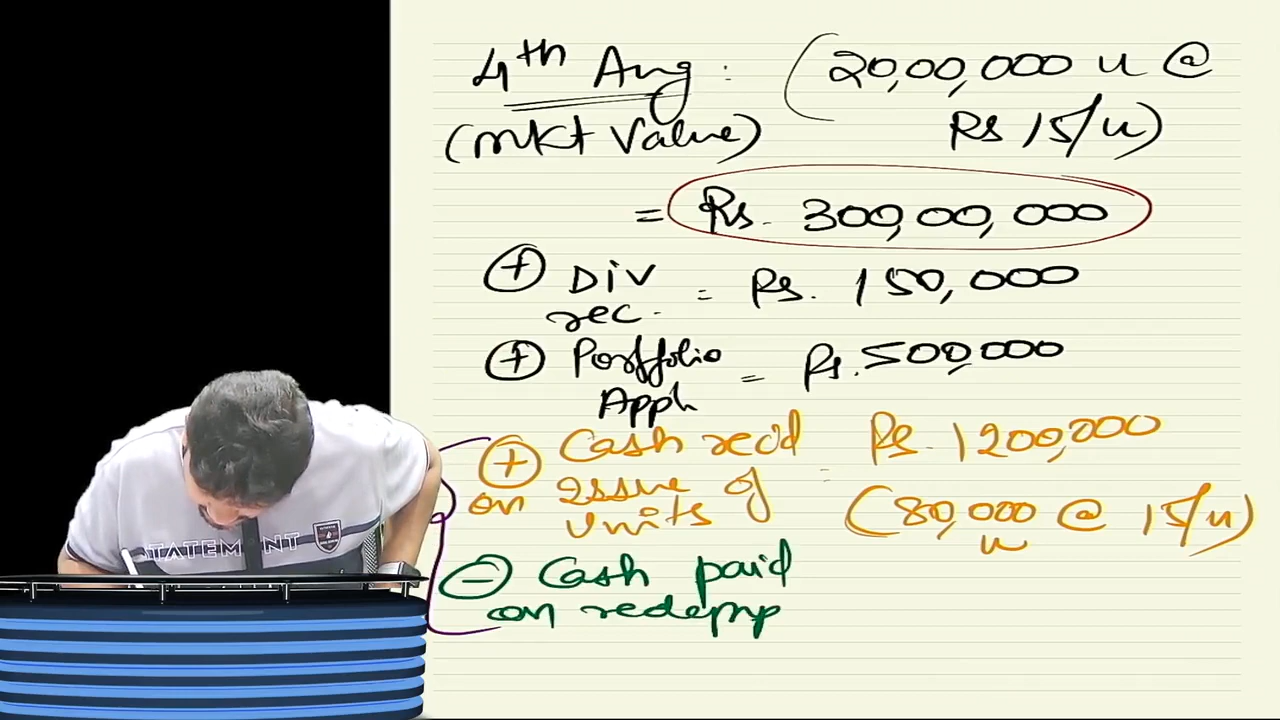 4th Aug : (20,00,000 u @
(mkt Value) Rs 15/u)
= Rs. 300,00,000
+ DiV rec. = Rs. 150,000
+ Portfolio = Rs. 500,000
+ Cash rec'd Rs. 1200,000
on issue of = (80,000 @ 15/u)
units u
- Cash paid
on redemp
STATEMENT